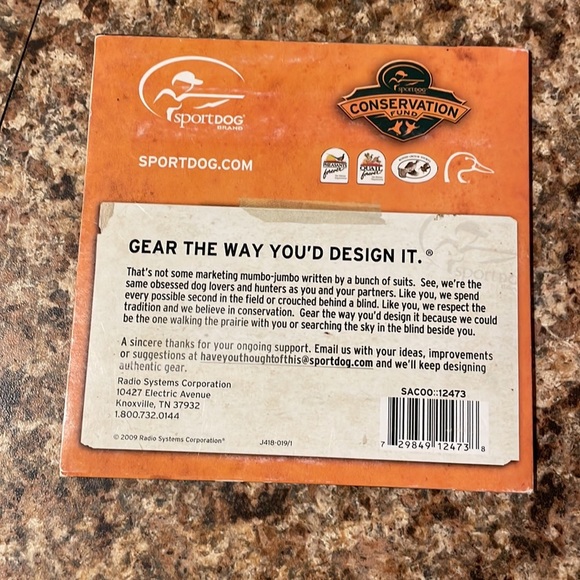 SPORTDOG
BRAND
SPORTDOG
CONSERVATION
FUND
SPORTDOG.COM
PHEASANTS
forever
QUAIL
forever
GEAR THE WAY YOU'D DESIGN IT.®
That's not some marketing mumbo-jumbo written by a bunch of suits. See, we're the
same obsessed dog lovers and hunters as you and your partners. Like you, we spend
every possible second in the field or crouched behind a blind. Like you, we respect the
tradition and we believe in conservation. Gear the way you'd design it because we could
be the one walking the prairie with you or searching the sky in the blind beside you.
A sincere thanks for your ongoing support. Email us with your ideas, improvements
or suggestions at haveyouthoughtofthis@sportdog.com and we'll keep designing
authentic gear.
Radio Systems Corporation
10427 Electric Avenue
Knoxville, TN 37932
1.800.732.0144
© 2009 Radio Systems Corporation®
J418-019/1
SAC00::12473
7 29849 12473 8